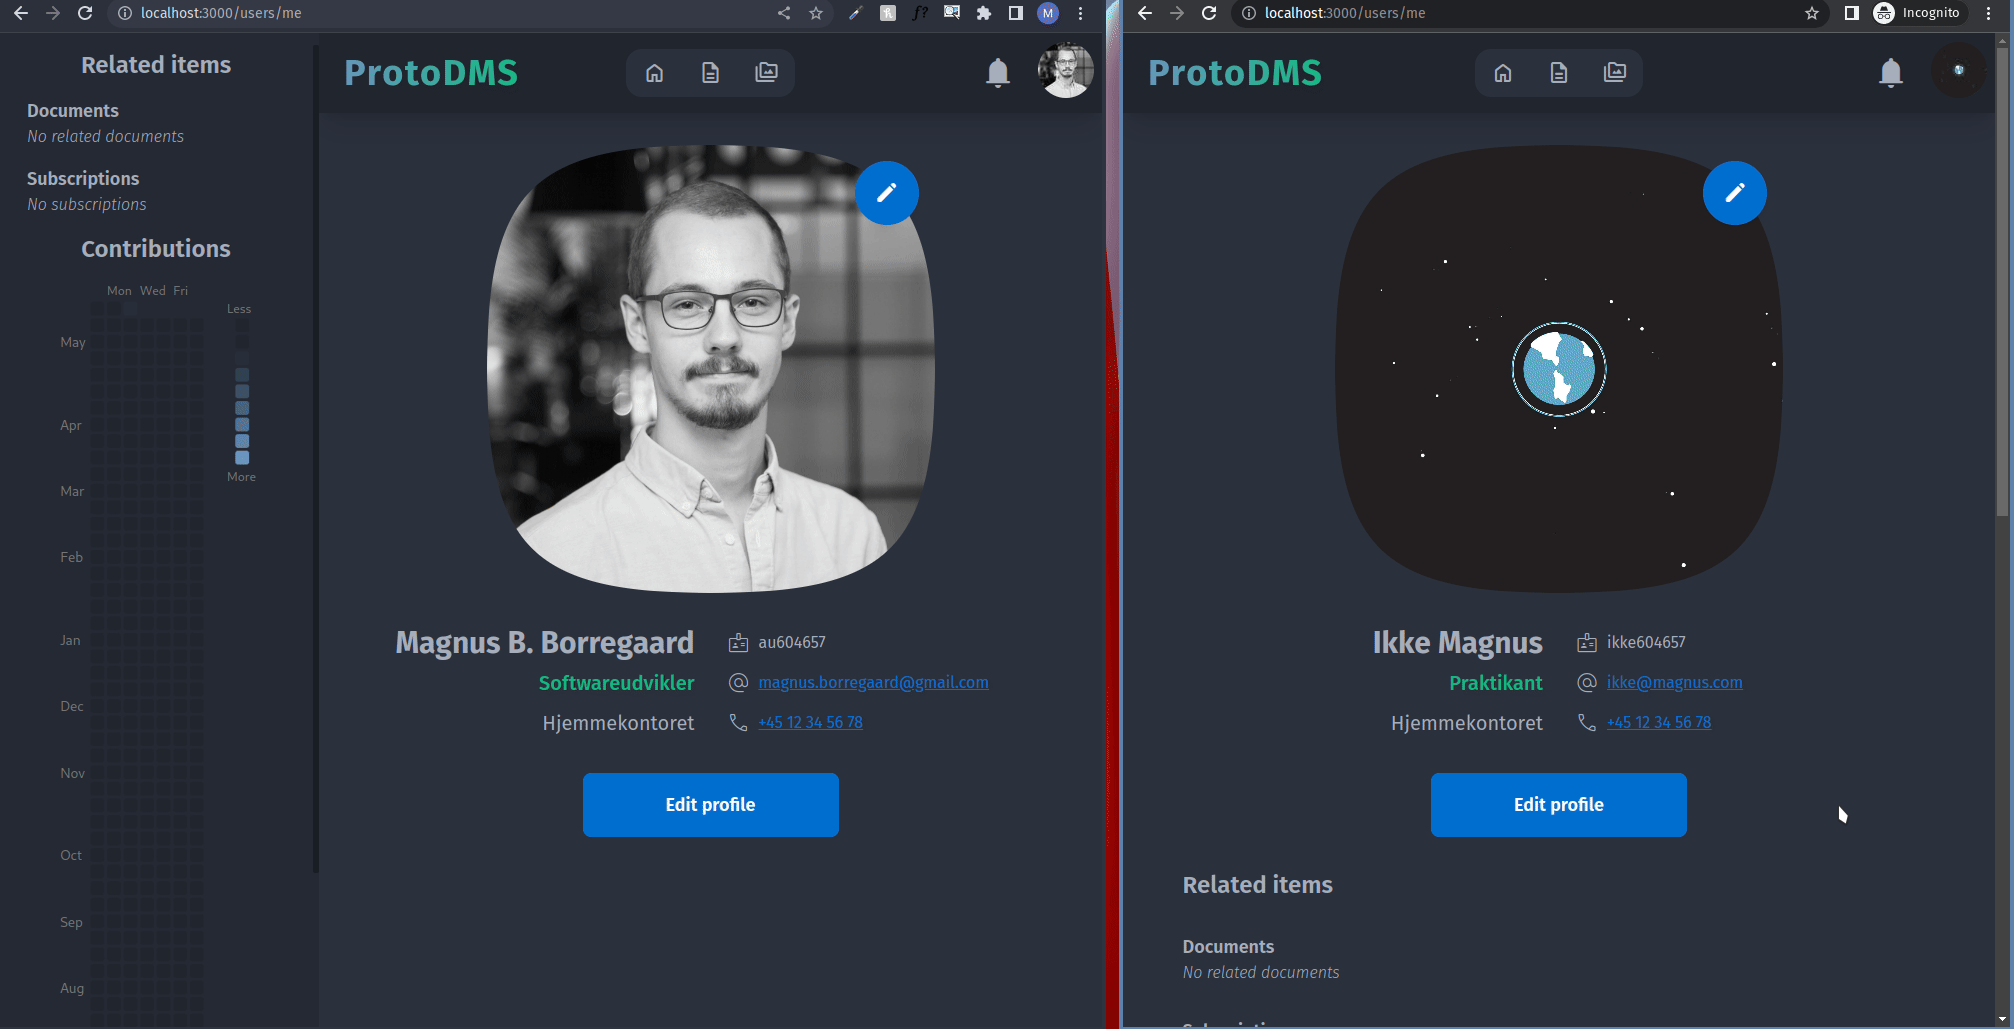 localhost:3000/users/me
f?
M
Related items
Documents
No related documents
Subscriptions
No subscriptions
Contributions
Mon Wed Fri
Less
May
Apr
More
Mar
Feb
Jan
Dec
Nov
Oct
Sep
Aug
ProtoDMS
Magnus B. Borregaard
au604657
Softwareudvikler
magnus.borregaard@gmail.com
Hjemmekontoret
+45 12 34 56 78
Edit profile
localhost:3000/users/me
Incognito
ProtoDMS
Ikke Magnus
ikke604657
Praktikant
ikke@magnus.com
Hjemmekontoret
+45 12 34 56 78
Edit profile
Related items
Documents
No related documents